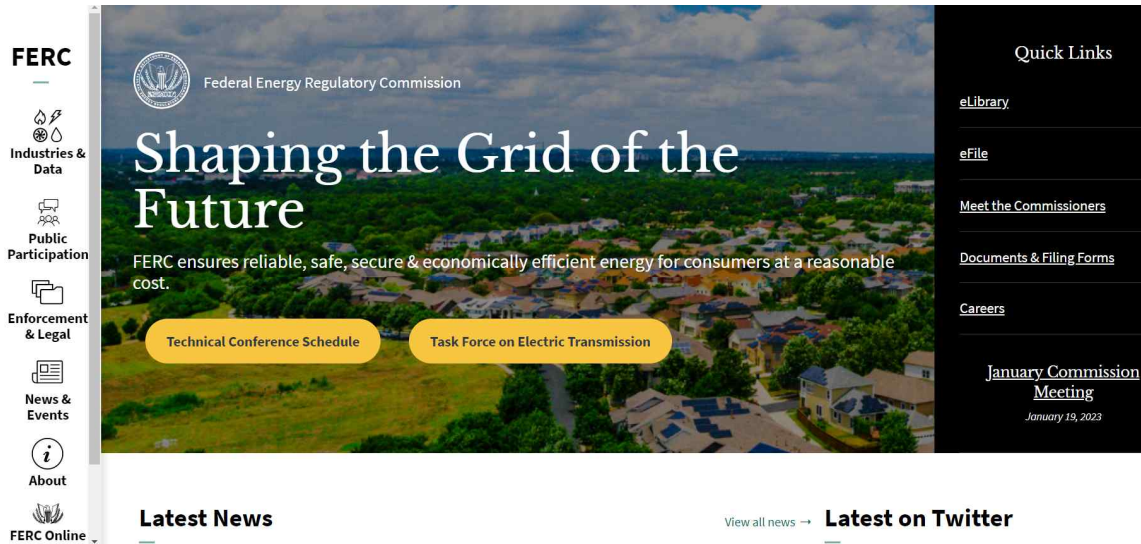 FERC
Industries &
Data
Public
Participation
Enforcement
& Legal
News &
Events
About
FERC Online
Federal Energy Regulatory Commission
Shaping the Grid of the
Future
FERC ensures reliable, safe, secure & economically efficient energy for consumers at a reasonable
cost.
Technical Conference Schedule
Task Force on Electric Transmission
Quick Links
eLibrary
eFile
Meet the Commissioners
Documents & Filing Forms
Careers
January Commission
Meeting
January 19, 2023
Latest News
View all news →
Latest on Twitter